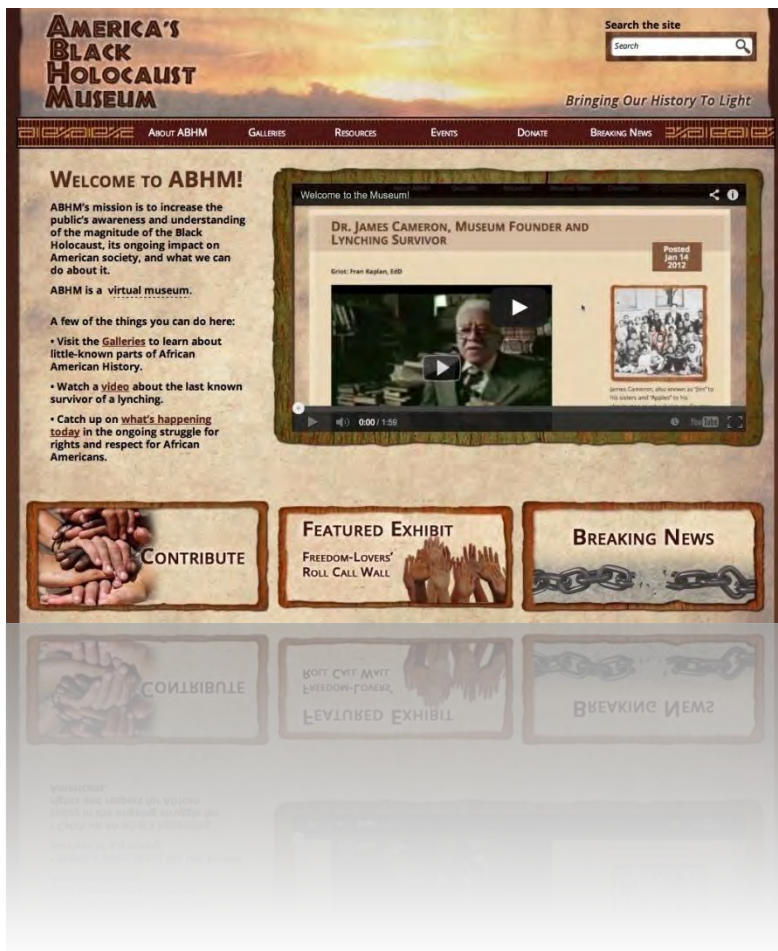 AMERICA'S
BLACK
HOLOCAUST
MUSEUM
Search the site
Search
Bringing Our History To Light
ABOUT ABHM GALLERIES RESOURCES EVENTS DONATE BREAKING NEWS
WELCOME TO ABHM!
ABHM's mission is to increase the
public's awareness and understanding
of the magnitude of the Black
Holocaust, its ongoing impact on
American society, and what we can
do about it.
ABHM is a virtual museum.
A few of the things you can do here:
• Visit the Galleries to learn about
little-known parts of African
American History.
• Watch a video about the last known
survivor of a lynching.
• Catch up on what's happening
today in the ongoing struggle for
rights and respect for African
Americans.
Welcome to the Museum!
DR. JAMES CAMERON, MUSEUM FOUNDER AND
LYNCHING SURVIVOR
Posted
Jan 14
2012
Griot: Fran Kaplan, EdD
James Cameron, also known as "Jim" to
his sisters and "Apples" to his
0:00 / 1:59
YouTube
CONTRIBUTE
FEATURED EXHIBIT
FREEDOM-LOVERS'
ROLL CALL WALL
BREAKING NEWS